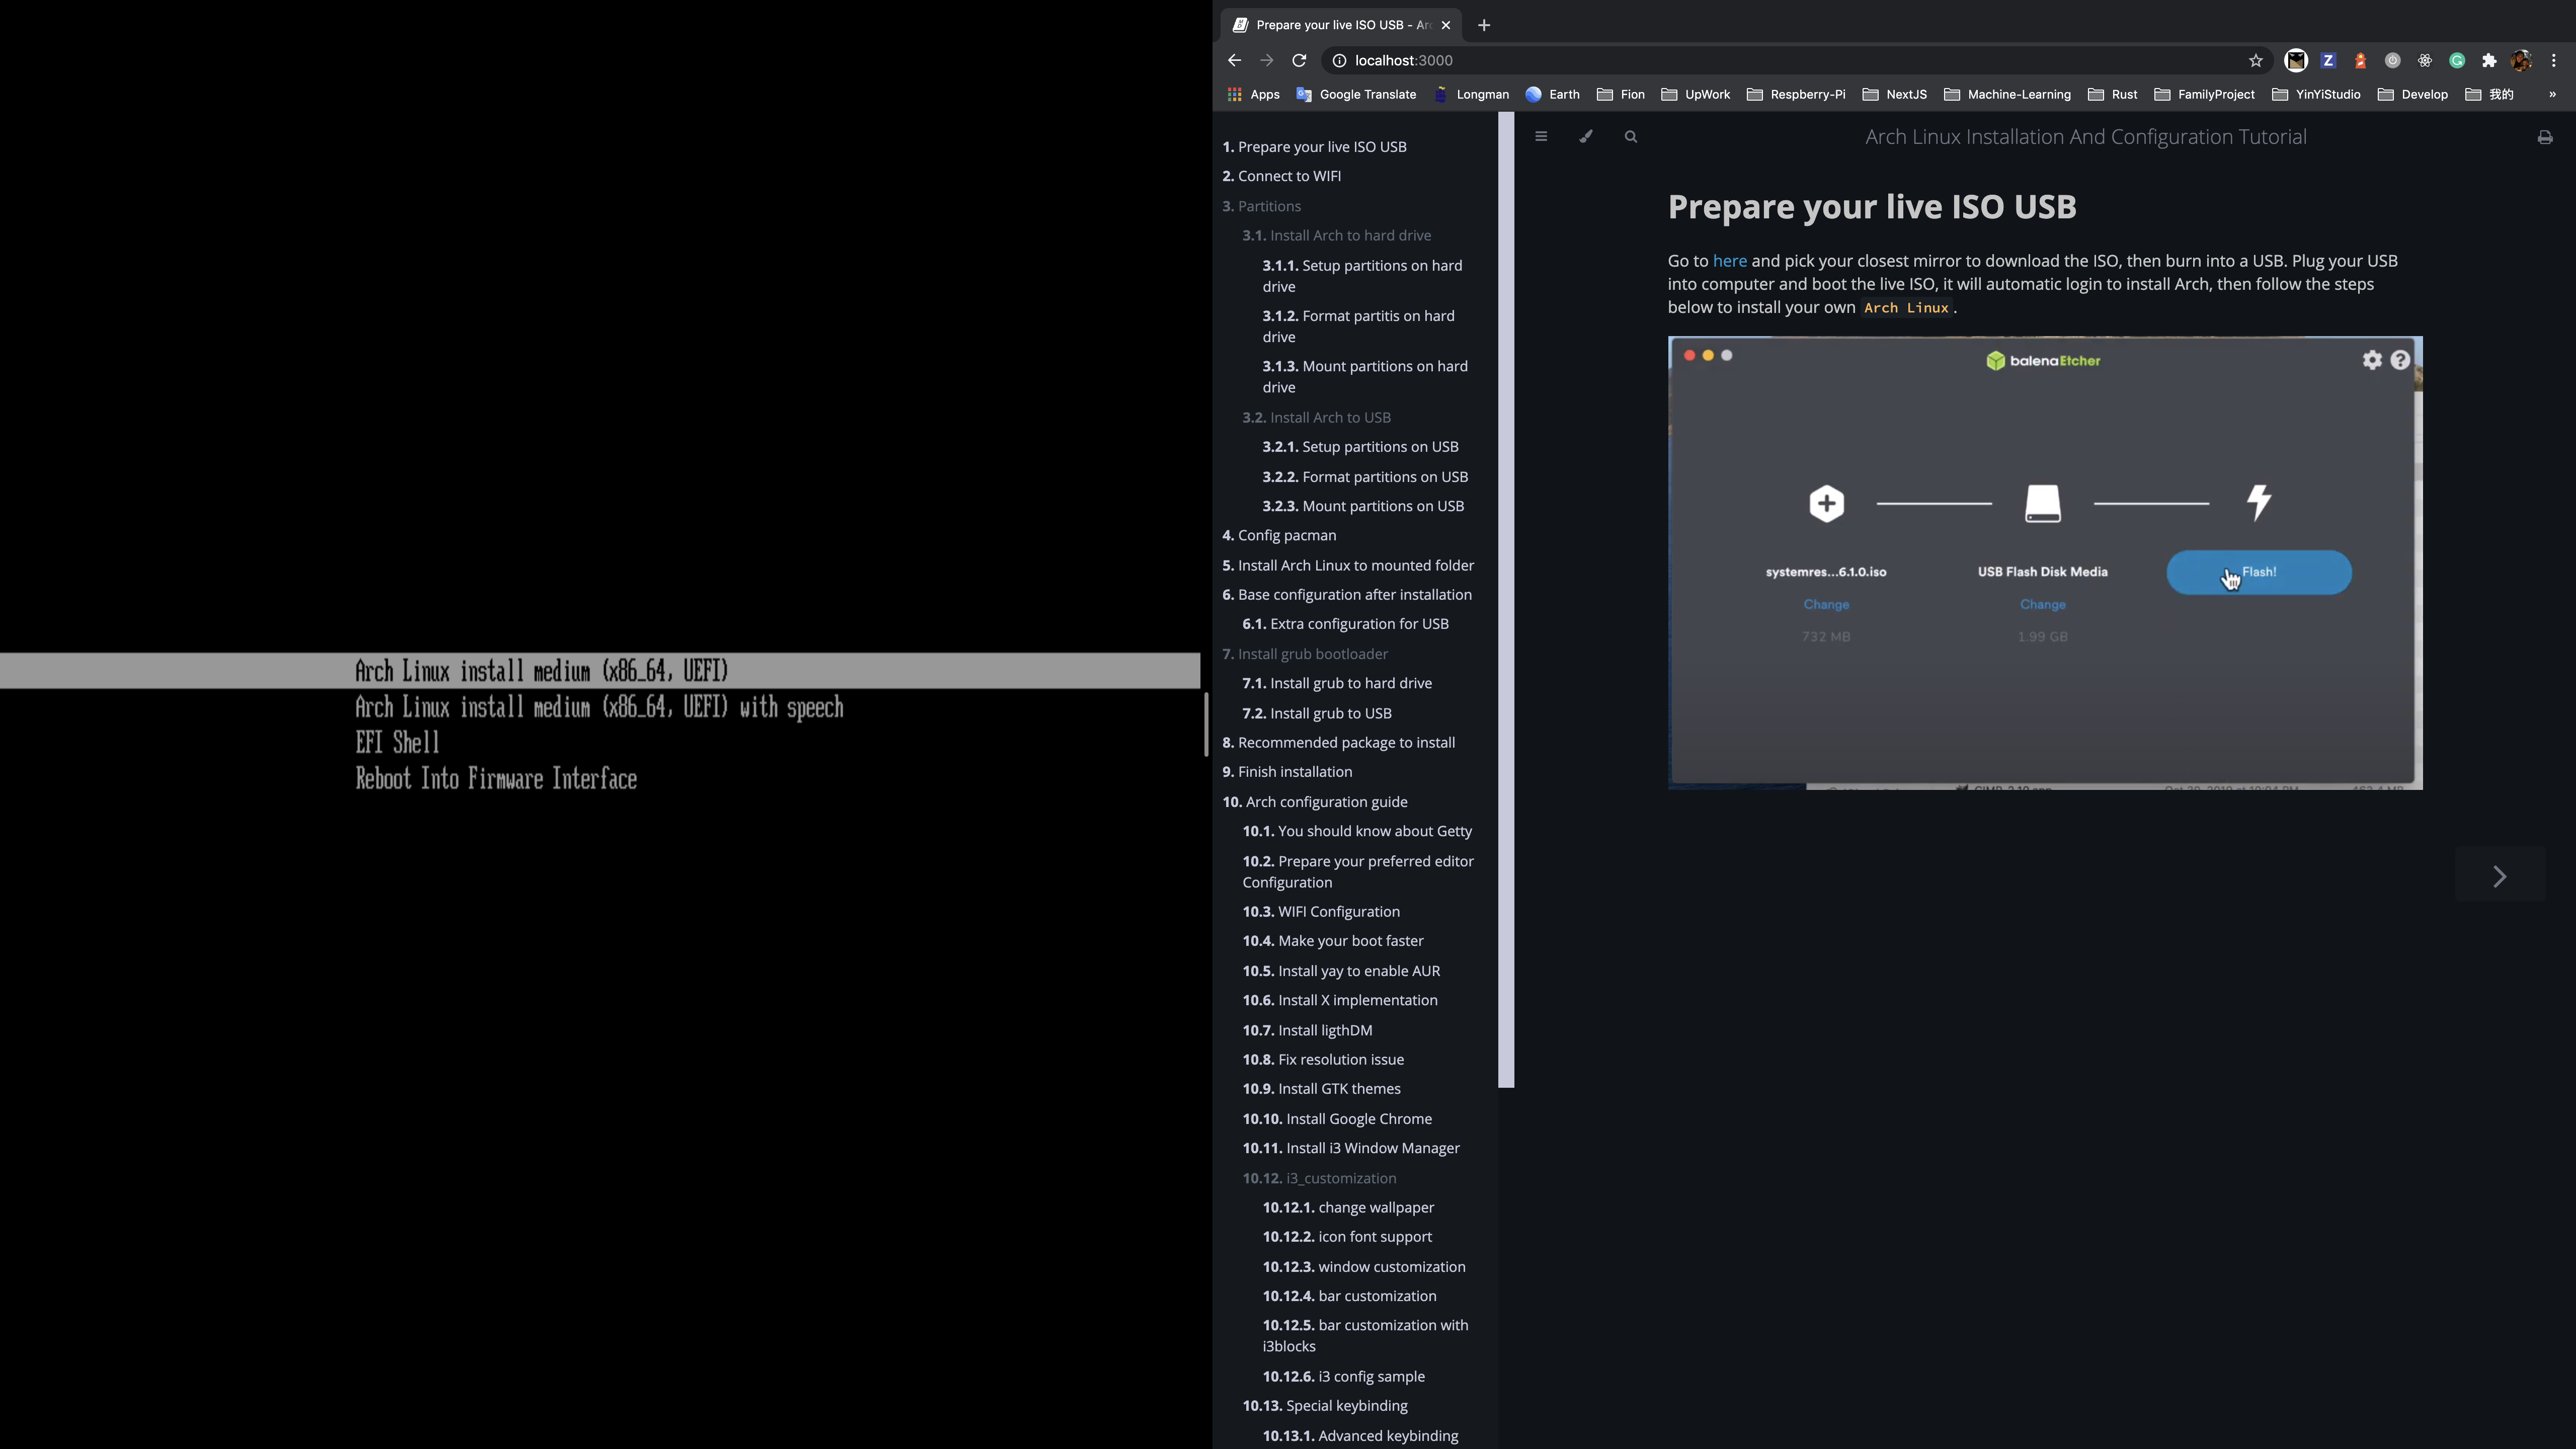 Arch Linux install medium (x86_64, UEFI)
Arch Linux install medium (x86_64, UEFI) with speech
EFI Shell
Reboot Into Firmware Interface
Prepare your live ISO USB - Arc
localhost:3000
Apps
Google Translate
Longman
Earth
Fion
UpWork
Respberry-Pi
NextJS
Machine-Learning
Rust
FamilyProject
YinYiStudio
Develop
我的
»
1. Prepare your live ISO USB
2. Connect to WIFI
3. Partitions
3.1. Install Arch to hard drive
3.1.1. Setup partitions on hard
drive
3.1.2. Format partitis on hard
drive
3.1.3. Mount partitions on hard
drive
3.2. Install Arch to USB
3.2.1. Setup partitions on USB
3.2.2. Format partitions on USB
3.2.3. Mount partitions on USB
4. Config pacman
5. Install Arch Linux to mounted folder
6. Base configuration after installation
6.1. Extra configuration for USB
7. Install grub bootloader
7.1. Install grub to hard drive
7.2. Install grub to USB
8. Recommended package to install
9. Finish installation
10. Arch configuration guide
10.1. You should know about Getty
10.2. Prepare your preferred editor
Configuration
10.3. WIFI Configuration
10.4. Make your boot faster
10.5. Install yay to enable AUR
10.6. Install X implementation
10.7. Install ligthDM
10.8. Fix resolution issue
10.9. Install GTK themes
10.10. Install Google Chrome
10.11. Install i3 Window Manager
10.12. i3_customization
10.12.1. change wallpaper
10.12.2. icon font support
10.12.3. window customization
10.12.4. bar customization
10.12.5. bar customization with
i3blocks
10.12.6. i3 config sample
10.13. Special keybinding
10.13.1. Advanced keybinding
Arch Linux Installation And Configuration Tutorial
Prepare your live ISO USB
Go to here and pick your closest mirror to download the ISO, then burn into a USB. Plug your USB
into computer and boot the live ISO, it will automatic login to install Arch, then follow the steps
below to install your own Arch Linux.
balenaEtcher
systemres...6.1.0.iso
USB Flash Disk Media
Flash!
Change
Change
732 MB
1.99 GB